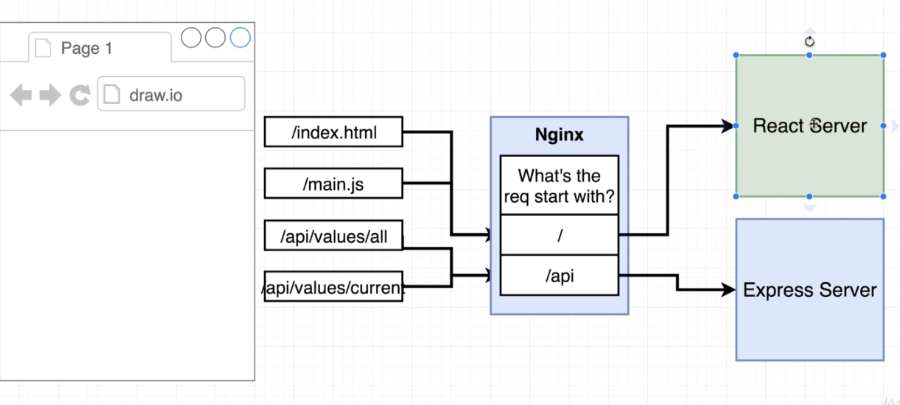 Page 1
draw.io
/index.html
/main.js
/api/values/all
/api/values/curren
Nginx
What's the
req start with?
/
/api
React Server
Express Server